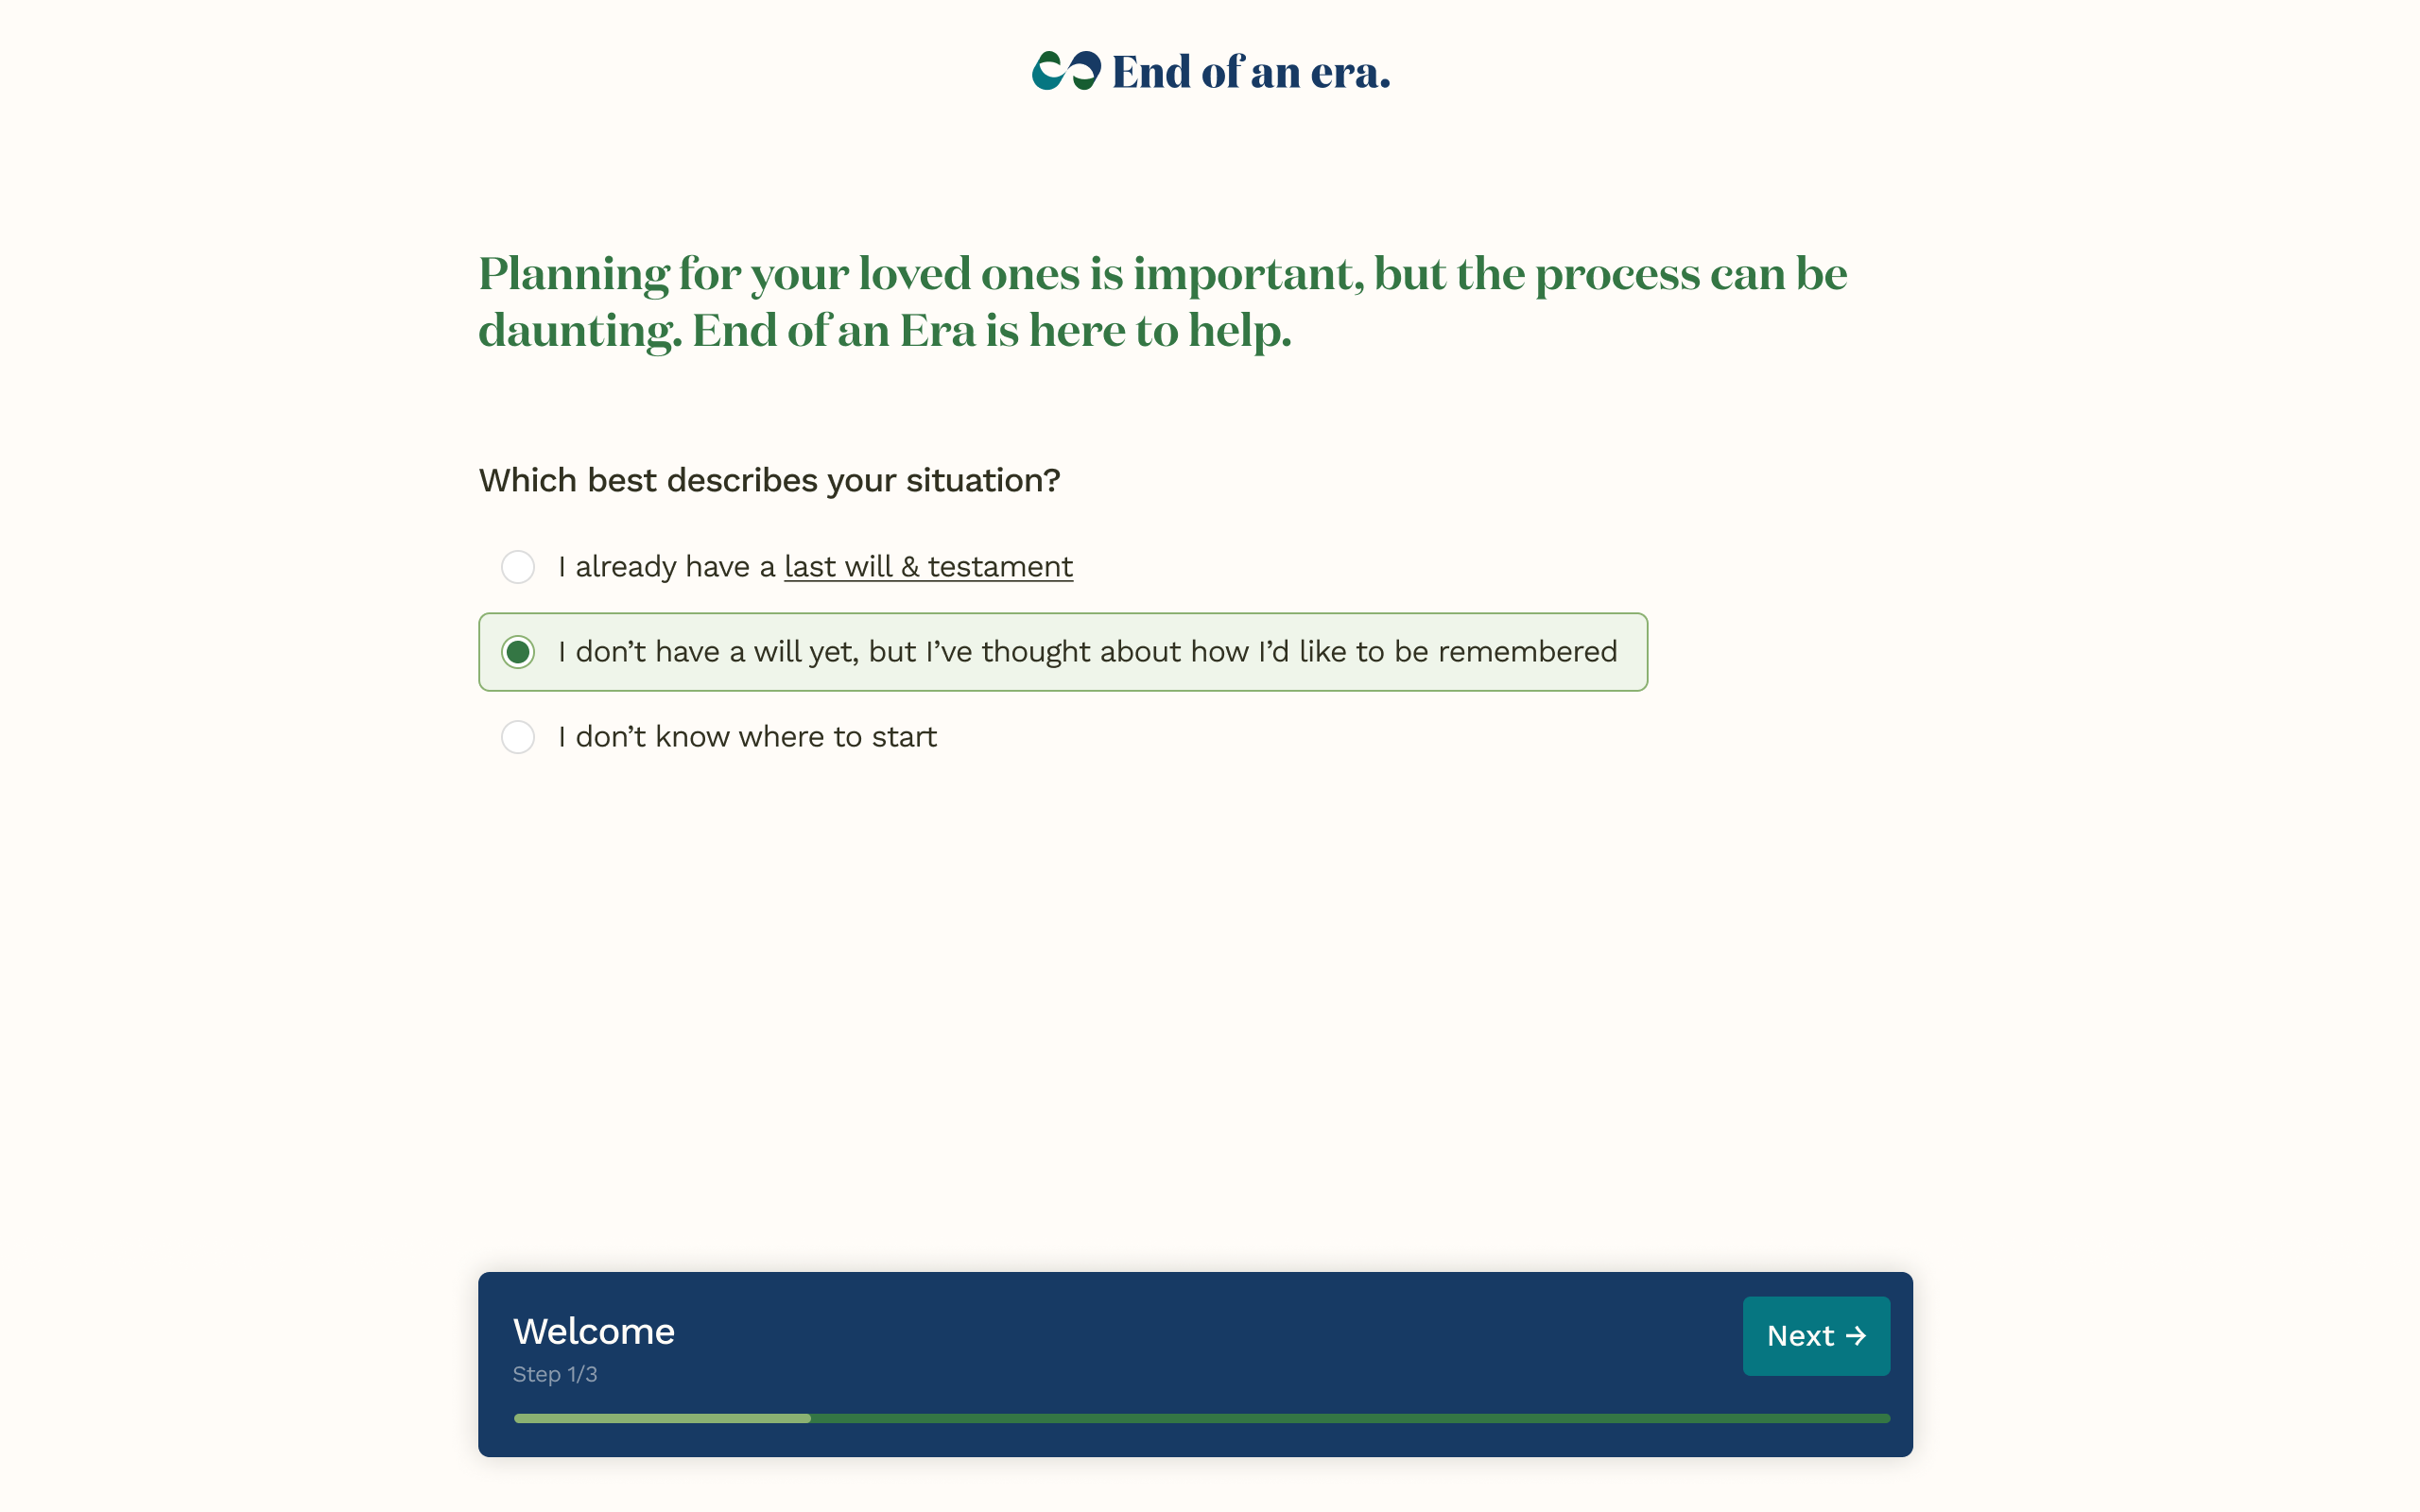 End of an era.
Planning for your loved ones is important, but the process can be
daunting. End of an Era is here to help.
Which best describes your situation?
I already have a last will & testament
I don’t have a will yet, but I’ve thought about how I’d like to be remembered
I don’t know where to start
Welcome
Next →
Step 1/3